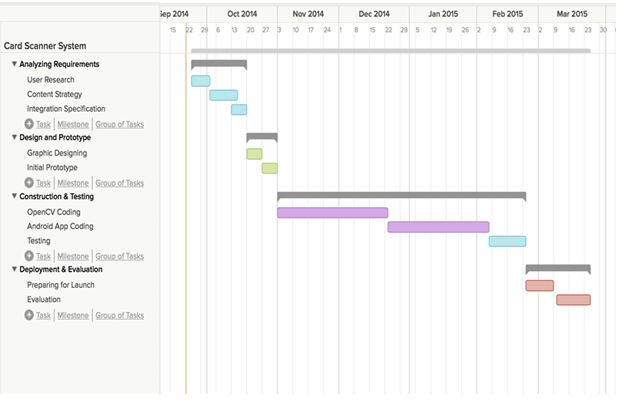 Sep 2014 Oct 2014 Nov 2014 Dec 2014 Jan 2015 Feb 2015 Mar 2015
15 22 29 6 13 20 27 3 10 17 24 1 8 15 22 29 5 12 19 26 2 9 16 23 2 9 16 23 30
Card Scanner System
Analyzing Requirements
User Research
Content Strategy
Integration Specification
Task | Milestone | Group of Tasks
Design and Prototype
Graphic Designing
Initial Prototype
Task | Milestone | Group of Tasks
Construction & Testing
OpenCV Coding
Android App Coding
Testing
Task | Milestone | Group of Tasks
Deployment & Evaluation
Preparing for Launch
Evaluation
Task | Milestone | Group of Tasks